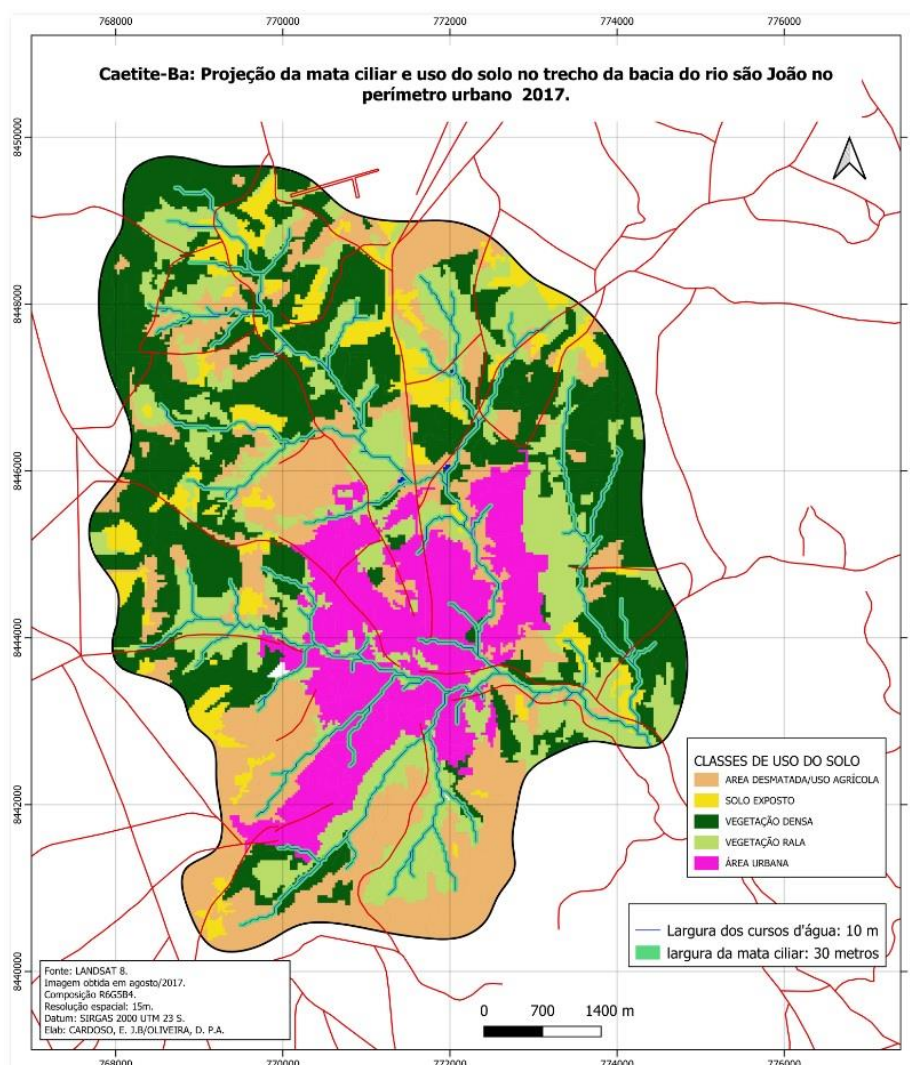 768000 770000 772000 774000 776000
Caetite-Ba: Projeção da mata ciliar e uso do solo no trecho da bacia do rio são João no
perímetro urbano 2017.
8450000
8448000
8446000
8444000
8442000
8440000
CLASSES DE USO DO SOLO
AREA DESMATADA/USO AGRÍCOLA
SOLO EXPOSTO
VEGETAÇÃO DENSA
VEGETAÇÃO RALA
ÁREA URBANA
Largura dos cursos d'água: 10 m
largura da mata ciliar: 30 metros
Fonte: LANDSAT 8.
Imagem obtida em agosto/2017.
Composição R6G5B4.
Resolução espacial: 15m.
Datum: SIRGAS 2000 UTM 23 S.
Elab: CARDOSO, E. J.B/OLIVEIRA, D. P.A.
0 700 1400 m
768000 770000 772000 774000 776000